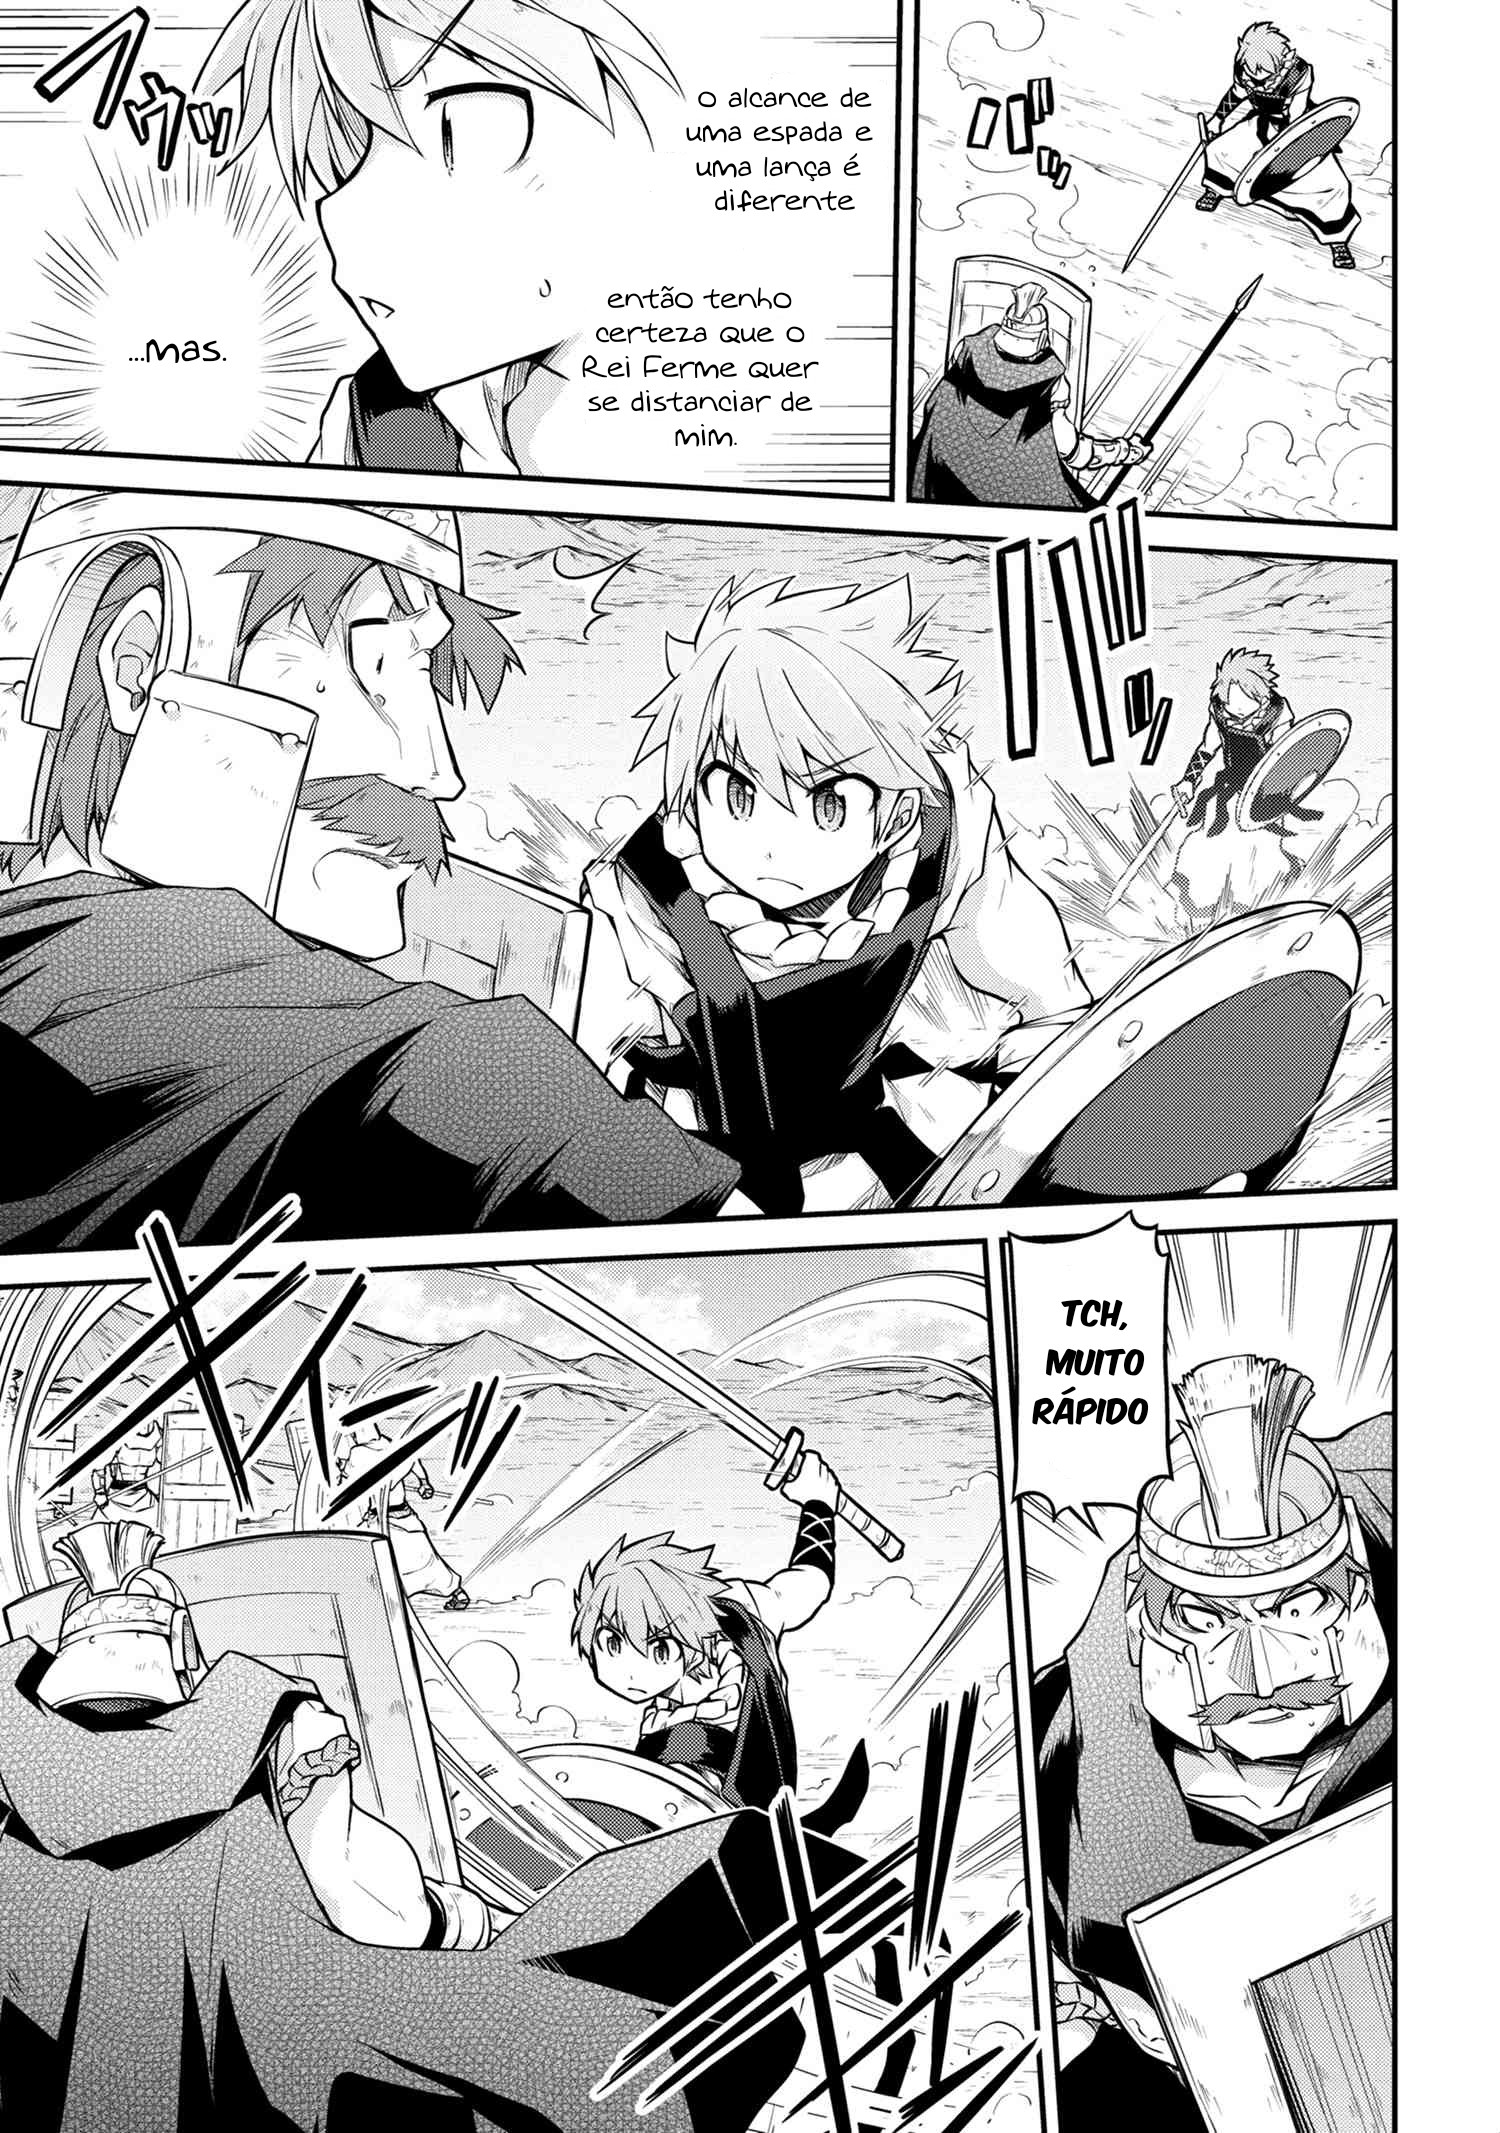 O alcance de
uma espada e
uma lança é
diferente
então tenho
certeza que o
Rei Ferme quer
se distanciar de
mim.
...mas.
TCH,
MUITO
RÁPIDO